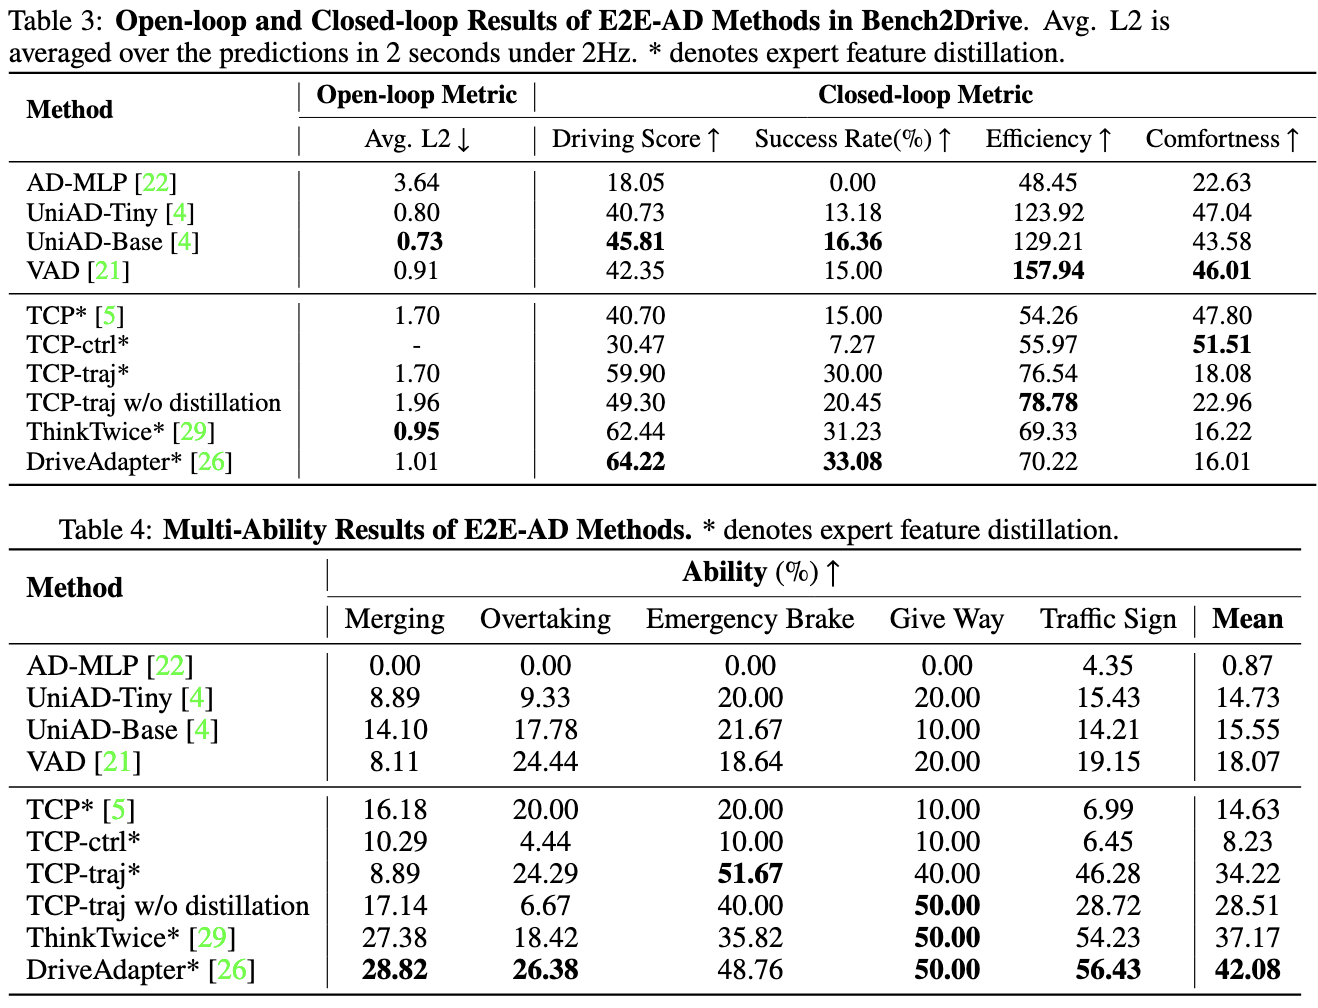 Table 3: Open-loop and Closed-loop Results of E2E-AD Methods in Bench2Drive. Avg. L2 is
averaged over the predictions in 2 seconds under 2Hz. * denotes expert feature distillation.
Method Open-loop Metric Closed-loop Metric
Avg. L2 ↓ Driving Score ↑ Success Rate(%) ↑ Efficiency ↑ Comfortness ↑
AD-MLP [22] 3.64 18.05 0.00 48.45 22.63
UniAD-Tiny [4] 0.80 40.73 13.18 123.92 47.04
UniAD-Base [4] 0.73 45.81 16.36 129.21 43.58
VAD [21] 0.91 42.35 15.00 157.94 46.01
TCP* [5] 1.70 40.70 15.00 54.26 47.80
TCP-ctrl* - 30.47 7.27 55.97 51.51
TCP-traj* 1.70 59.90 30.00 76.54 18.08
TCP-traj w/o distillation 1.96 49.30 20.45 78.78 22.96
ThinkTwice* [29] 0.95 62.44 31.23 69.33 16.22
DriveAdapter* [26] 1.01 64.22 33.08 70.22 16.01
Table 4: Multi-Ability Results of E2E-AD Methods. * denotes expert feature distillation.
Method Ability (%) ↑
Merging Overtaking Emergency Brake Give Way Traffic Sign Mean
AD-MLP [22] 0.00 0.00 0.00 0.00 4.35 0.87
UniAD-Tiny [4] 8.89 9.33 20.00 20.00 15.43 14.73
UniAD-Base [4] 14.10 17.78 21.67 10.00 14.21 15.55
VAD [21] 8.11 24.44 18.64 20.00 19.15 18.07
TCP* [5] 16.18 20.00 20.00 10.00 6.99 14.63
TCP-ctrl* 10.29 4.44 10.00 10.00 6.45 8.23
TCP-traj* 8.89 24.29 51.67 40.00 46.28 34.22
TCP-traj w/o distillation 17.14 6.67 40.00 50.00 28.72 28.51
ThinkTwice* [29] 27.38 18.42 35.82 50.00 54.23 37.17
DriveAdapter* [26] 28.82 26.38 48.76 50.00 56.43 42.08